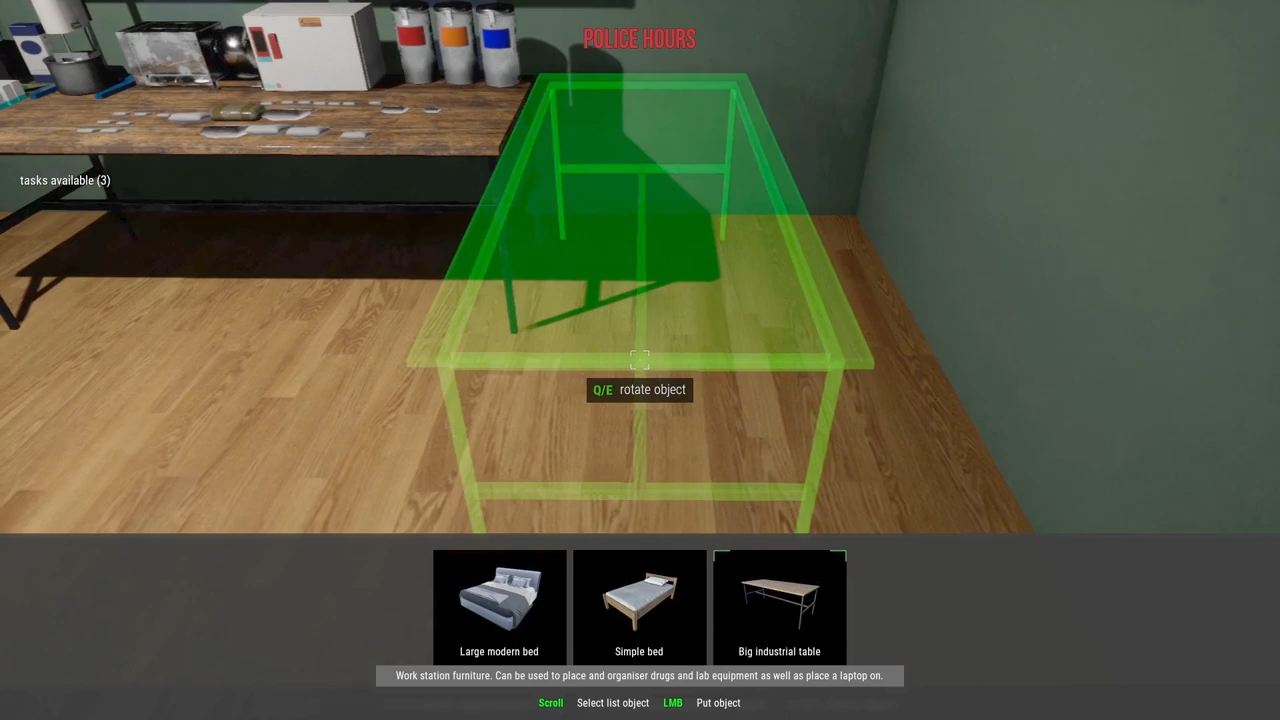 POLICE HOURS
tasks available (3)
Q/E rotate object
Large modern bed
Simple bed
Big industrial table
Work station furniture. Can be used to place and organiser drugs and lab equipment as well as place a laptop on.
Scroll Select list object LMB Put object